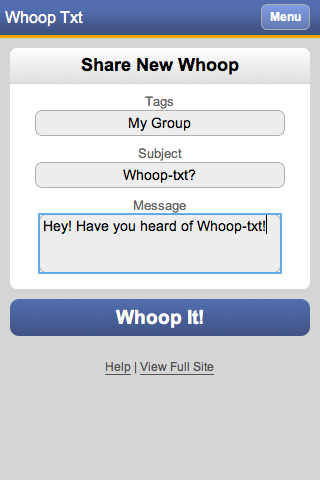 Whoop Txt
Menu
Share New Whoop
Tags
My Group
Subject
Whoop-txt?
Message
Hey! Have you heard of Whoop-txt!
Whoop It!
Help | View Full Site